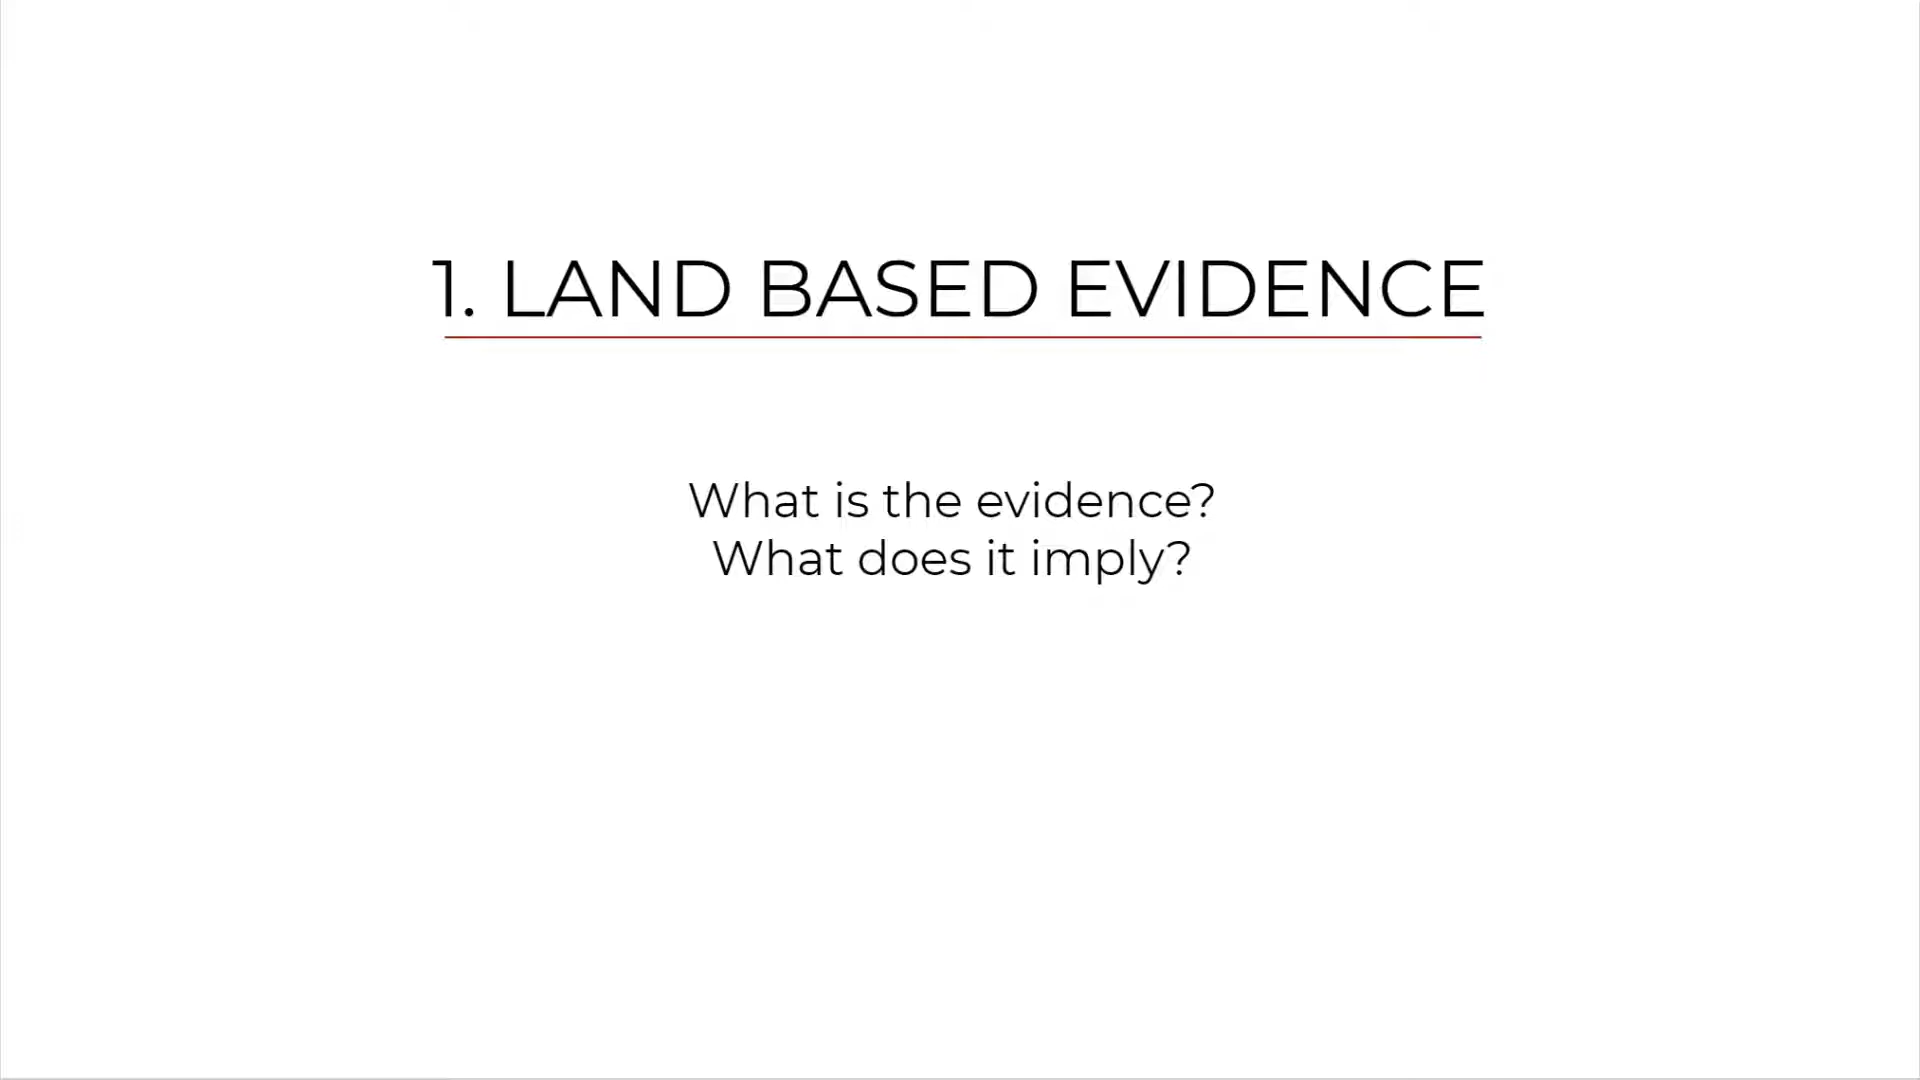 1. LAND BASED EVIDENCE
What is the evidence?
What does it imply?